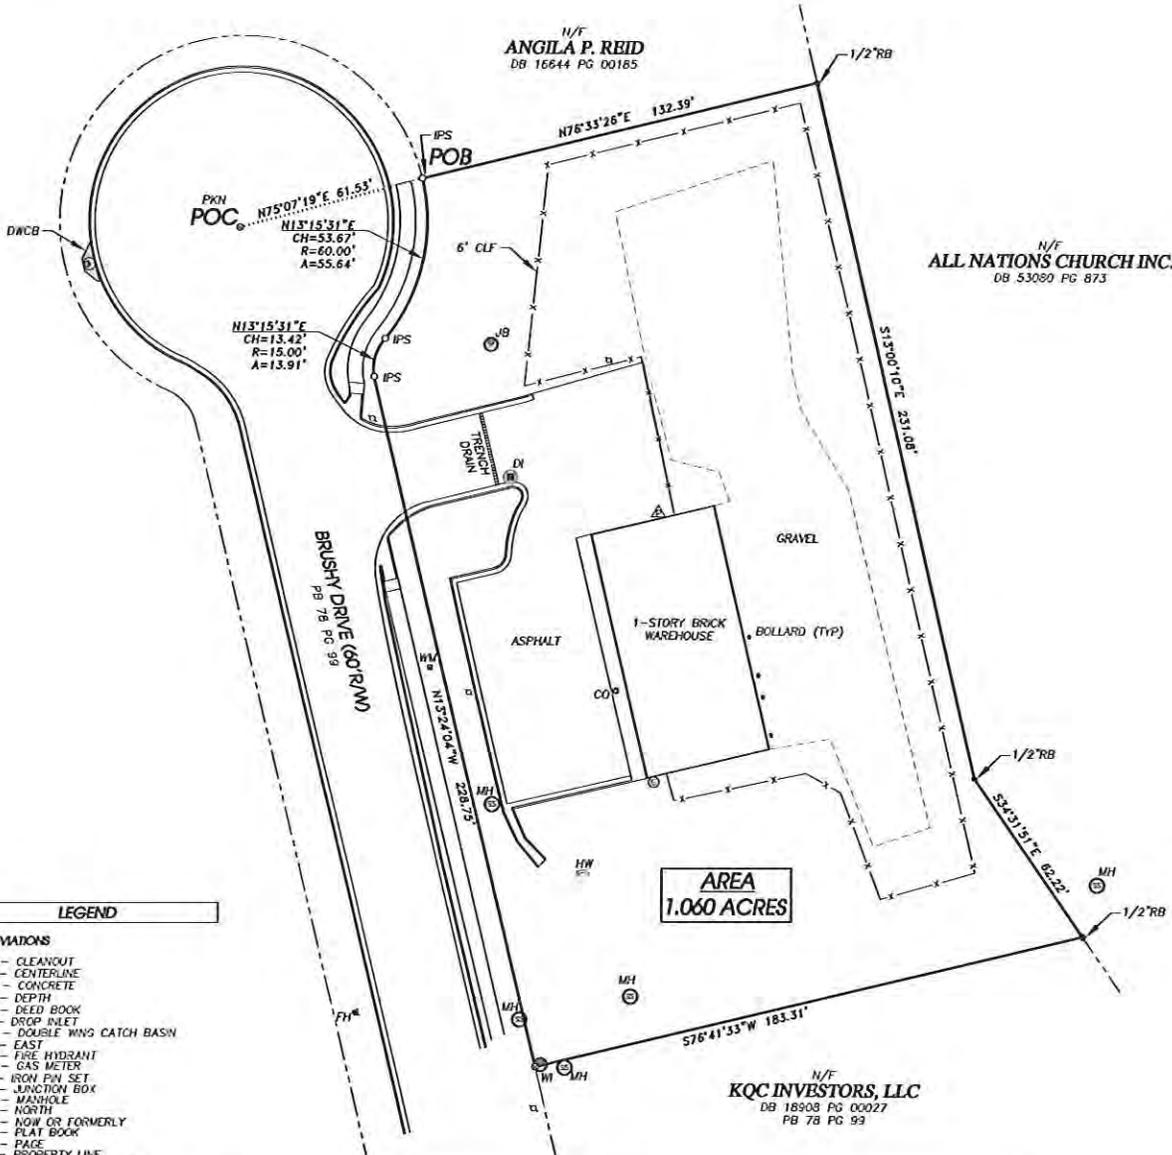 N/F
ANGILA P. REID
DB 16644 PG 00185
1/2"RB
N76°33'26"E 132.39'
IPS
POB
PKN
POC
N75°07'19"E 61.53'
DWCB
N13°15'31"E
CH=53.67'
R=60.00'
A=55.64'
6' CLF
N/F
ALL NATIONS CHURCH INC.
DB 53080 PG 873
N13°15'31"E
CH=13.42'
R=15.00'
A=13.91'
IPS
JB
IPS
S13°00'10"E 231.08'
TRENCH
DRAIN
DI
BRUSHY DRIVE (60'R/W)
PB 78 PG 99
GRAVEL
ASPHALT
1-STORY BRICK
WAREHOUSE
BOLLARD (TYP)
WM
CO
N13°24'04"W 228.75'
1/2"RB
MH
SS
S34°31'51"E 62.22'
HW
MH
SS
AREA
1.060 ACRES
1/2"RB
LEGEND
VIATIONS
- CLEANOUT
- CENTERLINE
- CONCRETE
- DEPTH
- DEED BOOK
- DROP INLET
- DOUBLE WING CATCH BASIN
- EAST
- FIRE HYDRANT
- GAS METER
- IRON PIN SET
- JUNCTION BOX
- MANHOLE
- NORTH
- NOW OR FORMERLY
- PLAT BOOK
- PAGE
- PROPERTY LINE
FH
MH
SS
MH
SS
S76°41'33"W 183.31'
WI
SS
MH
N/F
KQC INVESTORS, LLC
DB 18908 PG 00027
PB 78 PG 99